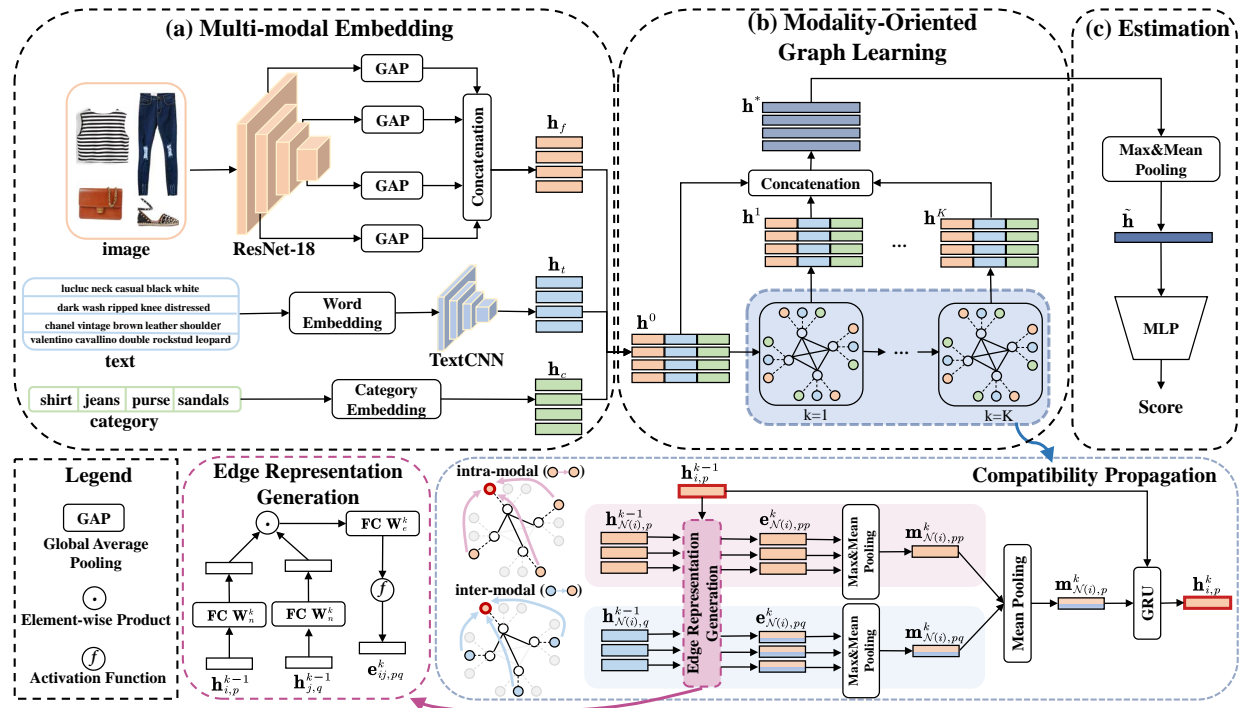 (a) Multi-modal Embedding
GAP
GAP
GAP
GAP
Concatenation
h_f
image
ResNet-18
lucluc neck casual black white
dark wash ripped knee distressed
chanel vintage brown leather shoulder
valentino cavallino double rockstud leopard
text
Word
Embedding
TextCNN
h_t
shirt jeans purse sandals
category
Category
Embedding
h_c
(b) Modality-Oriented
Graph Learning
h^*
Concatenation
h^1
h^K
...
h^0
...
k=1
k=K
(c) Estimation
Max&Mean
Pooling
h̃
MLP
Score
Legend
GAP
Global Average
Pooling
Element-wise Product
f
Activation Function
Edge Representation
Generation
FC W_e^k
f
FC W_n^k
FC W_n^k
h_{i,p}^{k-1}
h_{j,q}^{k-1}
e_{ij,pq}^k
Compatibility Propagation
intra-modal ( → )
inter-modal ( → )
h_{i,p}^{k-1}
h_{N(i),p}^{k-1}
e_{N(i),pp}^k
Max&Mean
Pooling
m_{N(i),pp}^k
Edge Representation
Generation
h_{N(i),q}^{k-1}
e_{N(i),pq}^k
Max&Mean
Pooling
m_{N(i),pq}^k
Mean Pooling
m_{N(i),p}^k
GRU
h_{i,p}^k